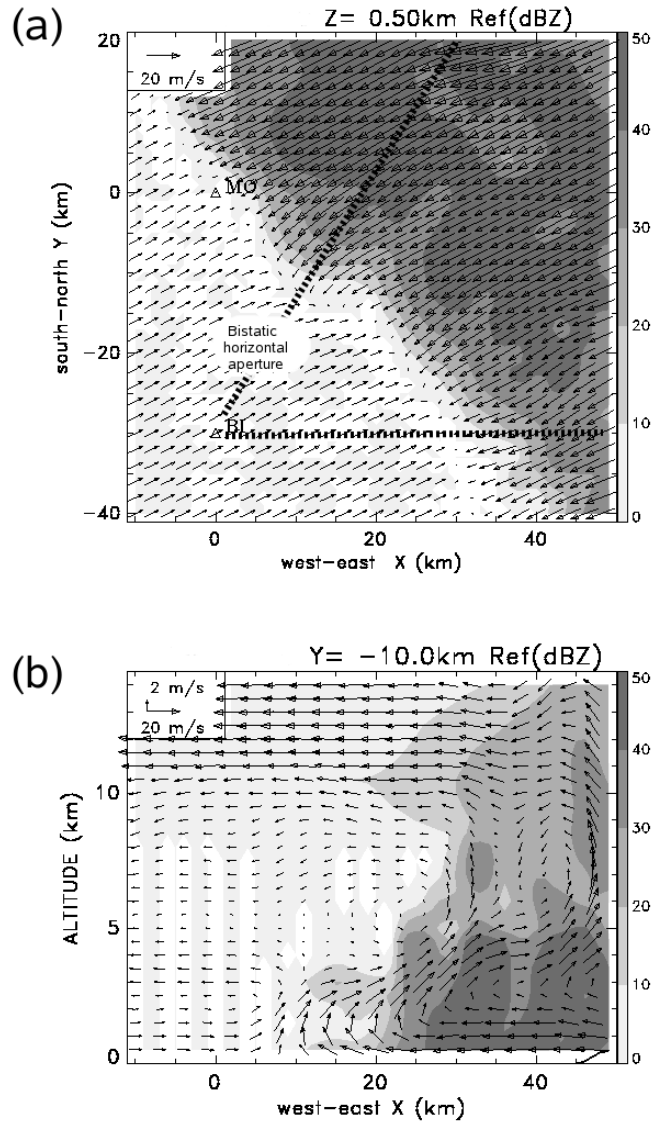 (a)
Z= 0.50km Ref(dBZ)
20 m/s
20
0
−20
−40
south-north Y (km)
MO
Bistatic
horizontal
aperture
BL
0
20
40
west-east X (km)
50
40
30
20
10
0
(b)
Y= −10.0km Ref(dBZ)
2 m/s
20 m/s
10
5
0
ALTITUDE (km)
0
20
40
west-east X (km)
50
40
30
20
10
0